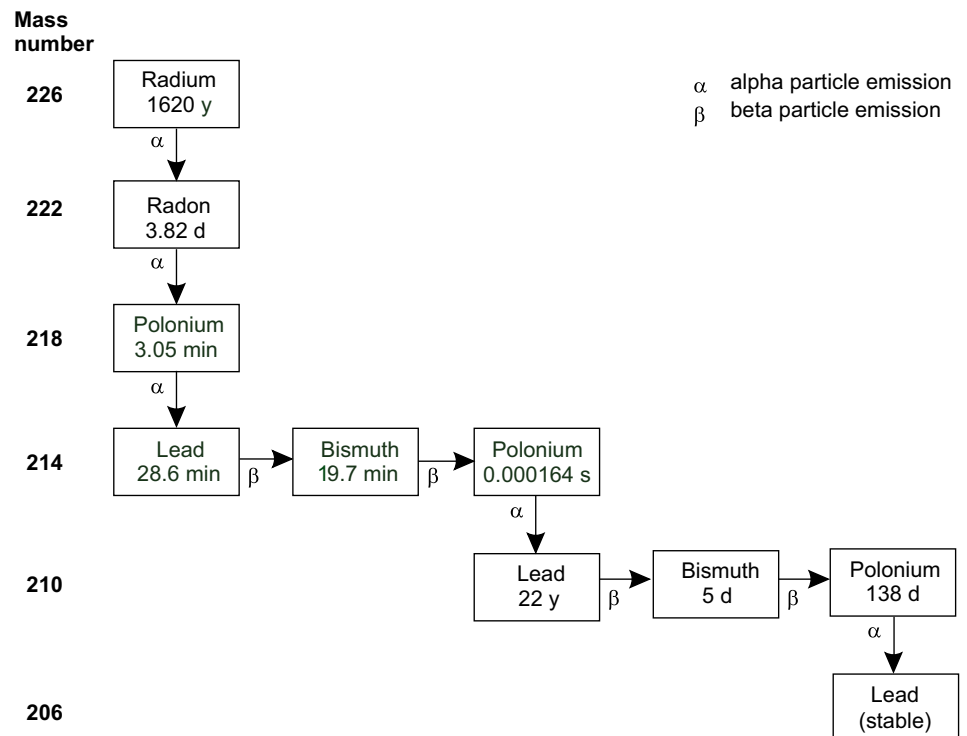 Mass
number
226
Radium
1620 y
α alpha particle emission
β beta particle emission
α
222
Radon
3.82 d
α
218
Polonium
3.05 min
α
214
Lead
28.6 min
β
Bismuth
19.7 min
β
Polonium
0.000164 s
α
210
Lead
22 y
β
Bismuth
5 d
β
Polonium
138 d
α
206
Lead
(stable)